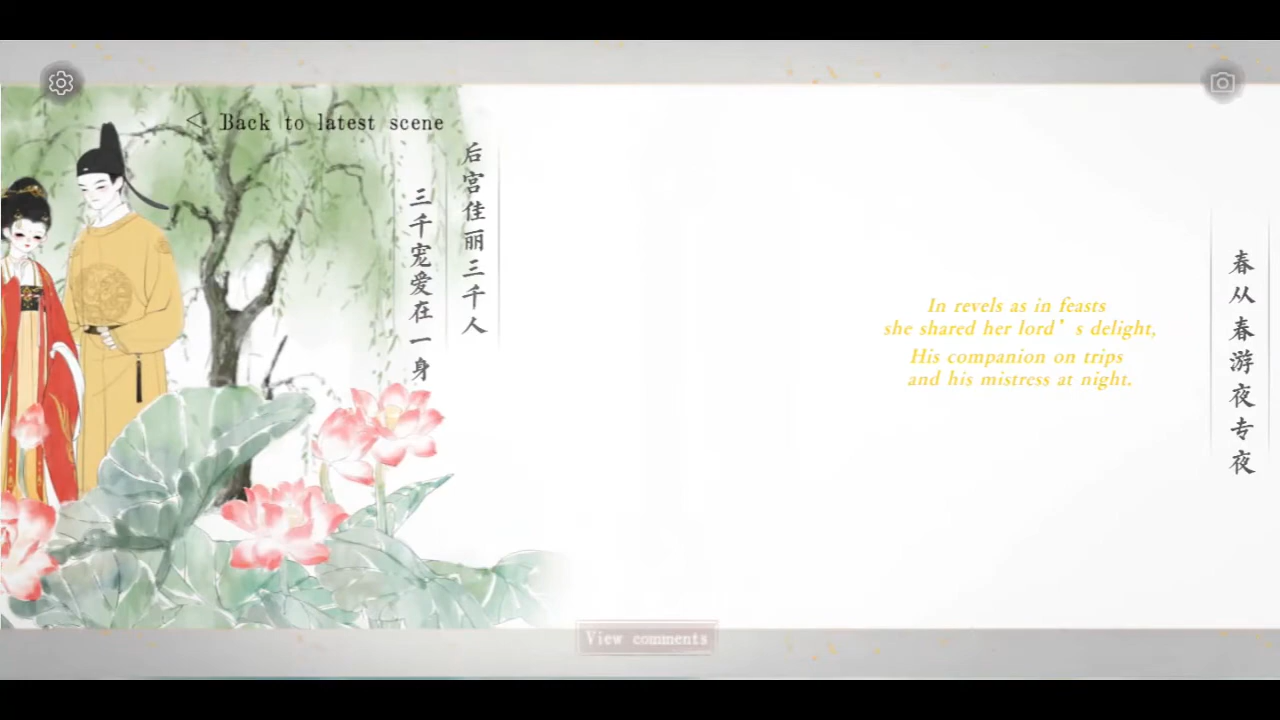 < Back to latest scene
后宫佳丽三千人
三千宠爱在一身
In revels as in feasts
she shared her lord’s delight,
His companion on trips
and his mistress at night.
春从春游夜专夜
View comments